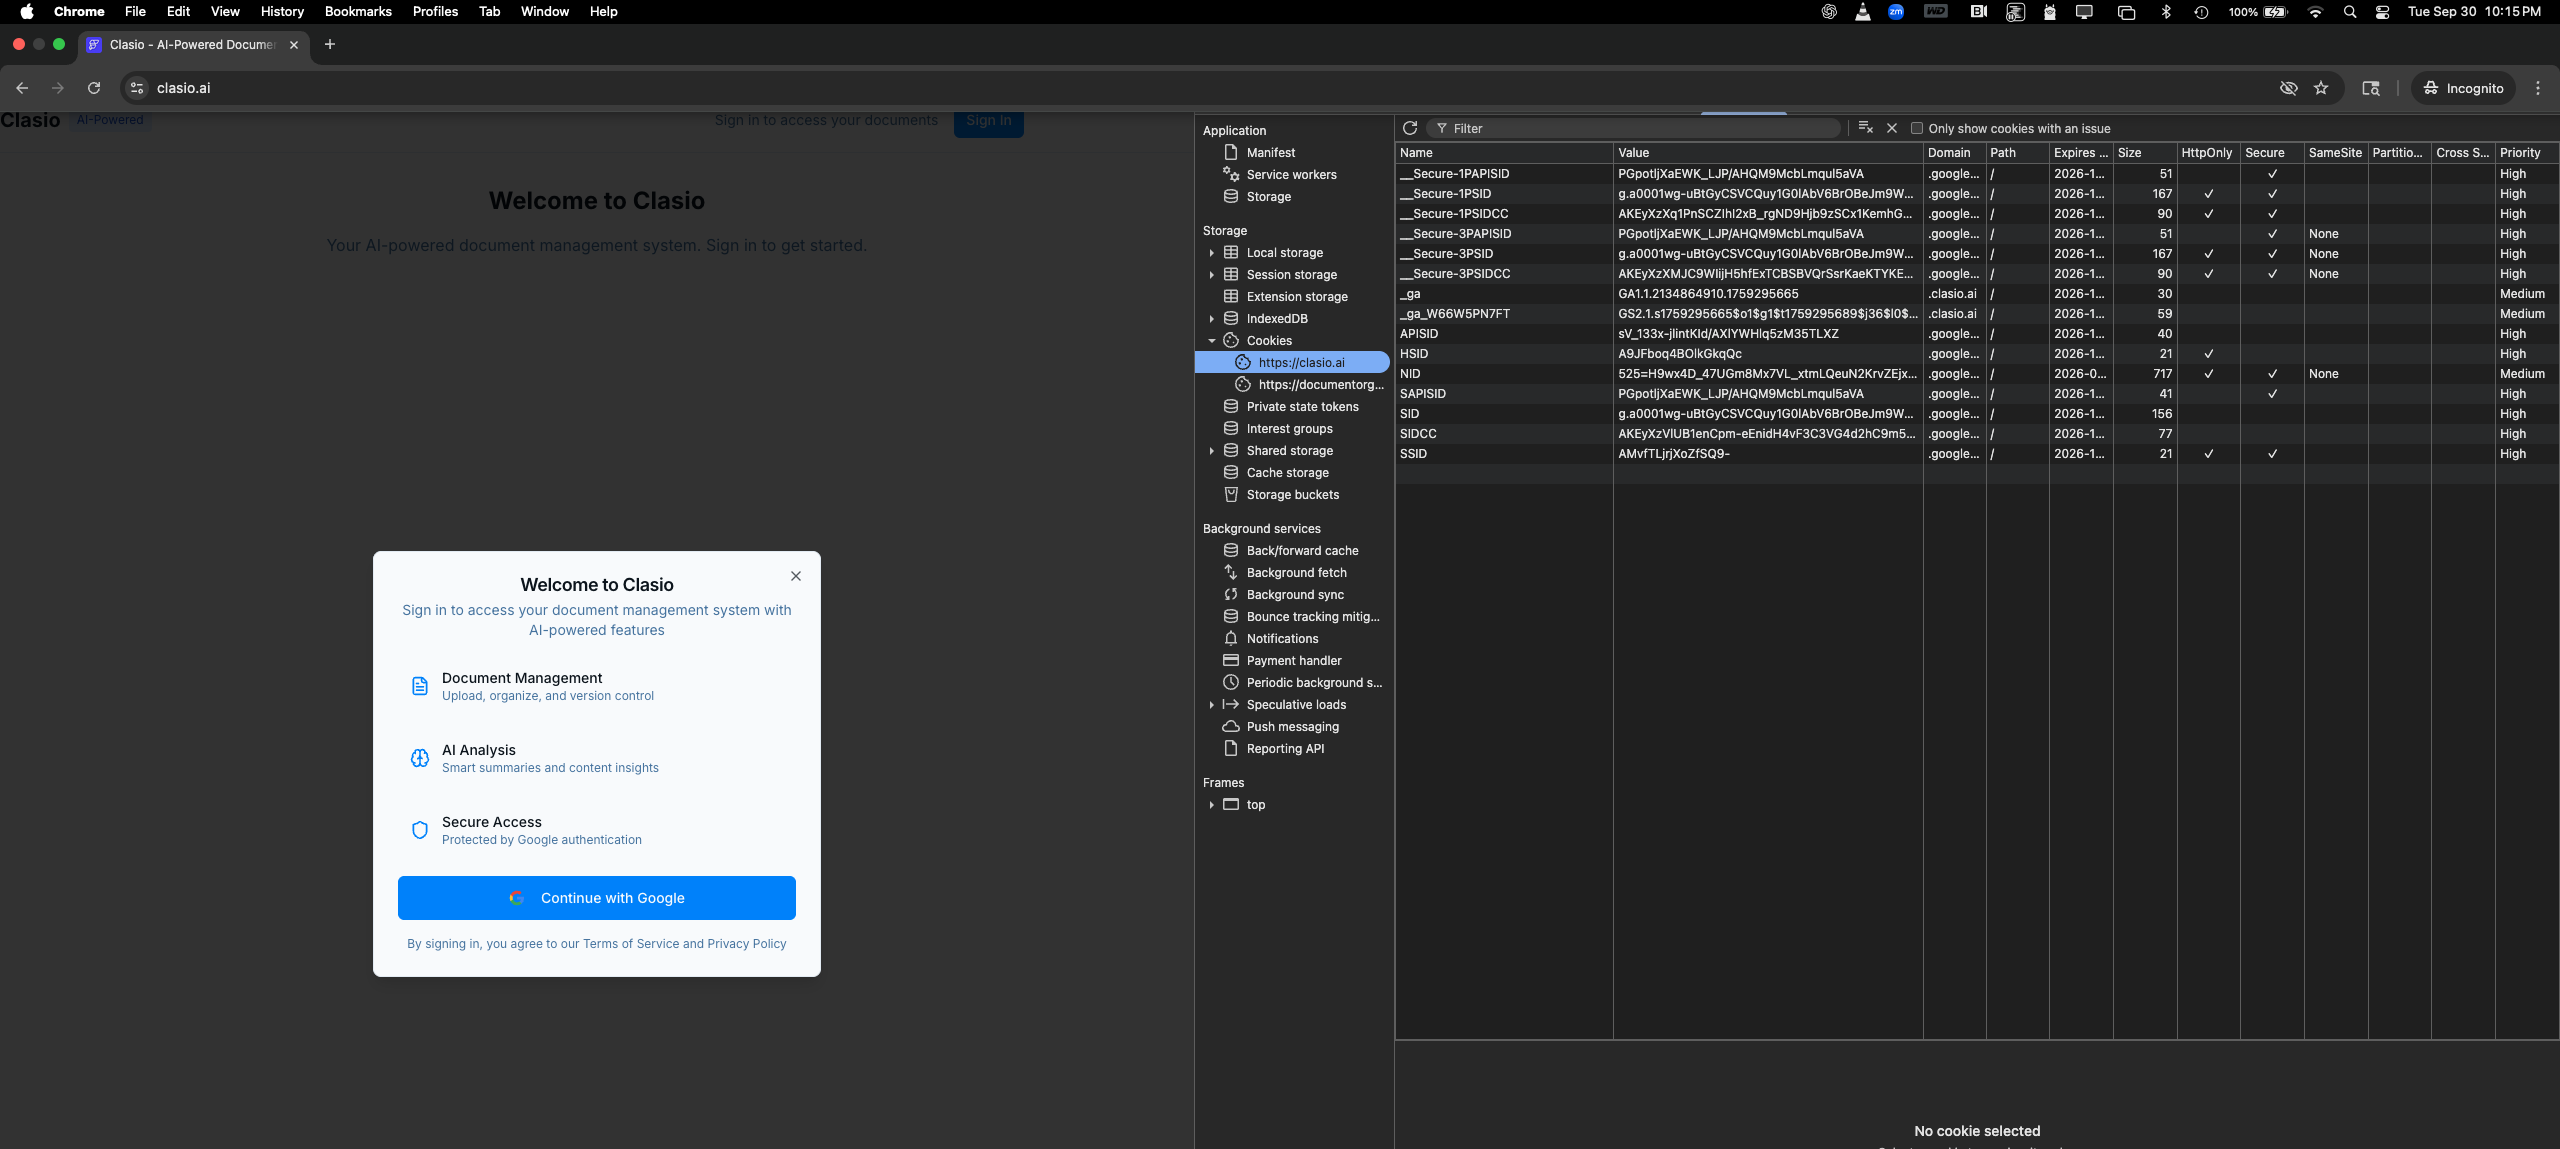 Chrome File Edit View History Bookmarks Profiles Tab Window Help 100% Tue Sep 30 10:15 PM
Clasio - AI-Powered Documen
clasio.ai Incognito
Clasio AI-Powered Sign in to access your documents Sign In
Welcome to Clasio
Your AI-powered document management system. Sign in to get started.
Welcome to Clasio
Sign in to access your document management system with
AI-powered features
Document Management
Upload, organize, and version control
AI Analysis
Smart summaries and content insights
Secure Access
Protected by Google authentication
Continue with Google
By signing in, you agree to our Terms of Service and Privacy Policy
Application
Manifest
Service workers
Storage
Storage
Local storage
Session storage
Extension storage
IndexedDB
Cookies
https://clasio.ai
https://documentorg...
Private state tokens
Interest groups
Shared storage
Cache storage
Storage buckets
Background services
Back/forward cache
Background fetch
Background sync
Bounce tracking mitig...
Notifications
Payment handler
Periodic background s...
Speculative loads
Push messaging
Reporting API
Frames
top
Filter Only show cookies with an issue
Name Value Domain Path Expires ... Size HttpOnly Secure SameSite Partitio... Cross S... Priority
__Secure-1PAPISID PGpotljXaEWK_LJP/AHQM9McbLmqul5aVA .google... / 2026-1... 51 ✓ High
__Secure-1PSID g.a0001wg-uBtGyCSVCQuy1G0lAbV6BrOBeJm9W... .google... / 2026-1... 167 ✓ ✓ High
__Secure-1PSIDCC AKEyXzXq1PnSCZlhl2xB_rgND9Hjb9zSCx1KemhG... .google... / 2026-1... 90 ✓ ✓ High
__Secure-3PAPISID PGpotljXaEWK_LJP/AHQM9McbLmqul5aVA .google... / 2026-1... 51 ✓ None High
__Secure-3PSID g.a0001wg-uBtGyCSVCQuy1G0lAbV6BrOBeJm9W... .google... / 2026-1... 167 ✓ ✓ None High
__Secure-3PSIDCC AKEyXzXMJC9WlijH5hfExTCBSBVQrSsrKaeKTYKE... .google... / 2026-1... 90 ✓ ✓ None High
_ga GA1.1.2134864910.1759295665 .clasio.ai / 2026-1... 30 Medium
_ga_W66W5PN7FT GS2.1.s1759295665$o1$g1$t1759295689$j36$l0$... .clasio.ai / 2026-1... 59 Medium
APISID sV_133x-jlintKld/AXlYWHlq5zM35TLXZ .google... / 2026-1... 40 High
HSID A9JFboq4BOlkGkqQc .google... / 2026-1... 21 ✓ High
NID 525=H9wx4D_47UGm8Mx7VL_xtmLQeuN2KrvZEjx... .google... / 2026-0... 717 ✓ ✓ None Medium
SAPISID PGpotljXaEWK_LJP/AHQM9McbLmqul5aVA .google... / 2026-1... 41 ✓ High
SID g.a0001wg-uBtGyCSVCQuy1G0lAbV6BrOBeJm9W... .google... / 2026-1... 156 High
SIDCC AKEyXzVlUB1enCpm-eEnidH4vF3C3VG4d2hC9m5... .google... / 2026-1... 77 High
SSID AMvfTLjrjXoZfSQ9- .google... / 2026-1... 21 ✓ ✓ High
No cookie selected